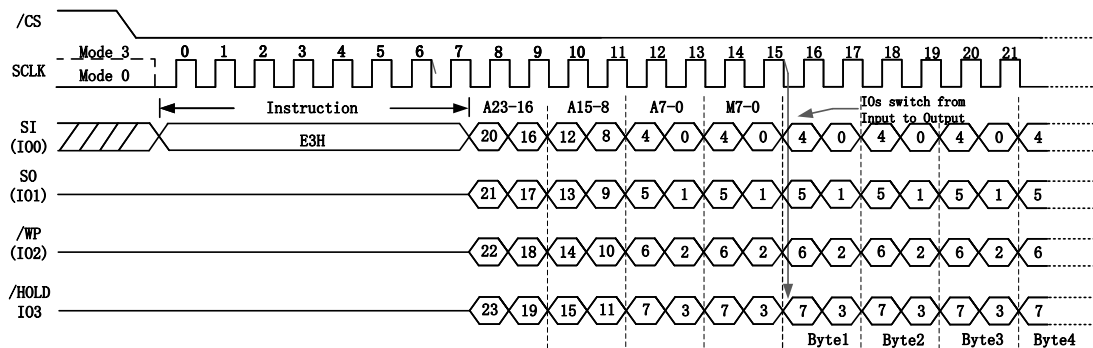 /CS
Mode 3
0 1 2 3 4 5 6 7 8 9 10 11 12 13 14 15 16 17 18 19 20 21
SCLK
Mode 0
Instruction
A23-16 A15-8 A7-0 M7-0
IOs switch from
Input to Output
SI
(IO0)
E3H
20 16 12 8 4 0 4 0 4 0 4 0 4 0 4
SO
(IO1)
21 17 13 9 5 1 5 1 5 1 5 1 5 1 5
/WP
(IO2)
22 18 14 10 6 2 6 2 6 2 6 2 6 2 6
/HOLD
IO3
23 19 15 11 7 3 7 3 7 3 7 3 7 3 7
Byte1 Byte2 Byte3 Byte4